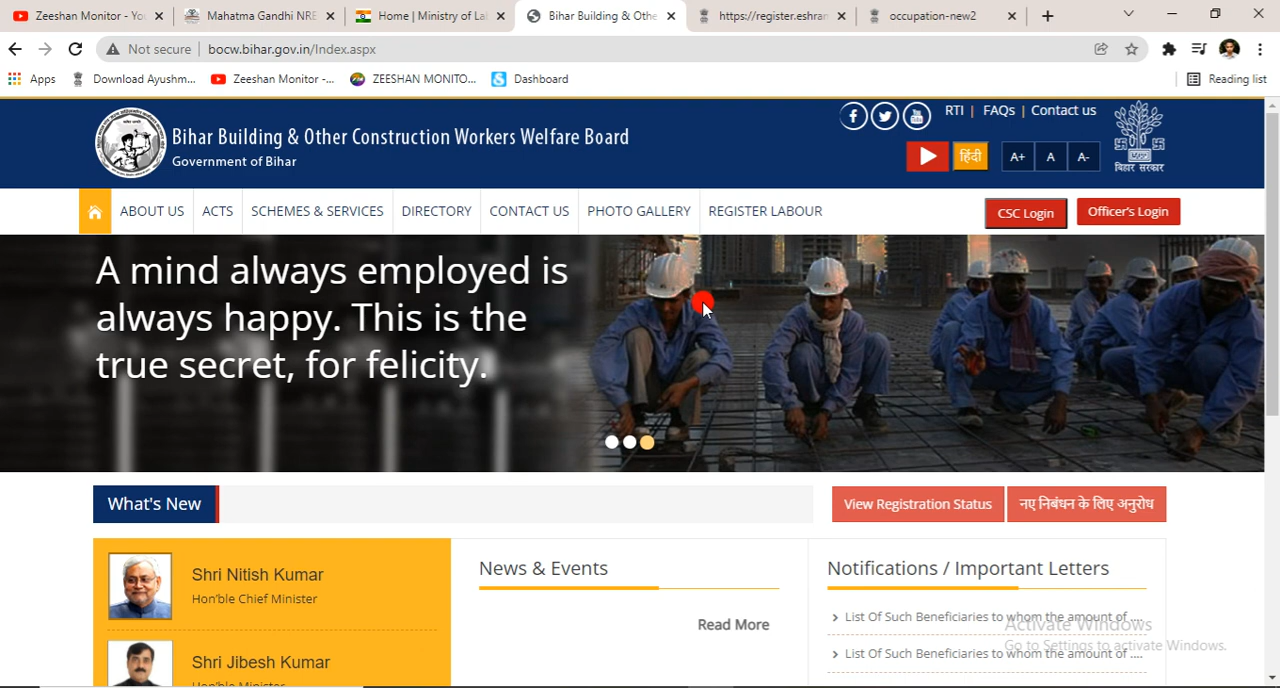 Zeeshan Monitor - Yo
Mahatma Gandhi NRE
Home | Ministry of La
Bihar Building & Othe
https://register.eshram
occupation-new2
Not secure
bocw.bihar.gov.in/Index.aspx
Apps
Download Ayushm...
Zeeshan Monitor -...
ZEESHAN MONITO...
Dashboard
Reading list
Bihar Building & Other Construction Workers Welfare Board
Government of Bihar
RTI | FAQs | Contact us
हिंदी
A+
A
A-
बिहार सरकार
ABOUT US
ACTS
SCHEMES & SERVICES
DIRECTORY
CONTACT US
PHOTO GALLERY
REGISTER LABOUR
CSC Login
Officer's Login
A mind always employed is
always happy. This is the
true secret, for felicity.
What's New
View Registration Status
नए निबंधन के लिए अनुरोध
Shri Nitish Kumar
Hon'ble Chief Minister
Shri Jibesh Kumar
Hon'ble Minister
News & Events
Read More
Notifications / Important Letters
List Of Such Beneficiaries to whom the amount of ....
List Of Such Beneficiaries to whom the amount of ....
Activate Windows
Go to Settings to activate Windows.